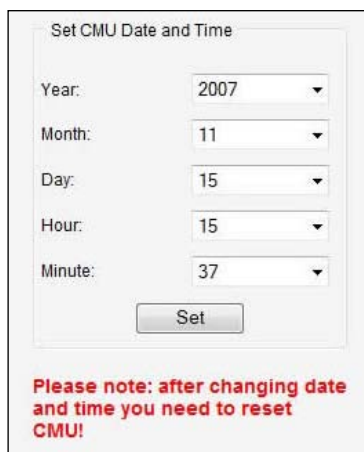 Set CMU Date and Time
Year: 2007
Month: 11
Day: 15
Hour: 15
Minute: 37
Set
Please note: after changing date
and time you need to reset
CMU!